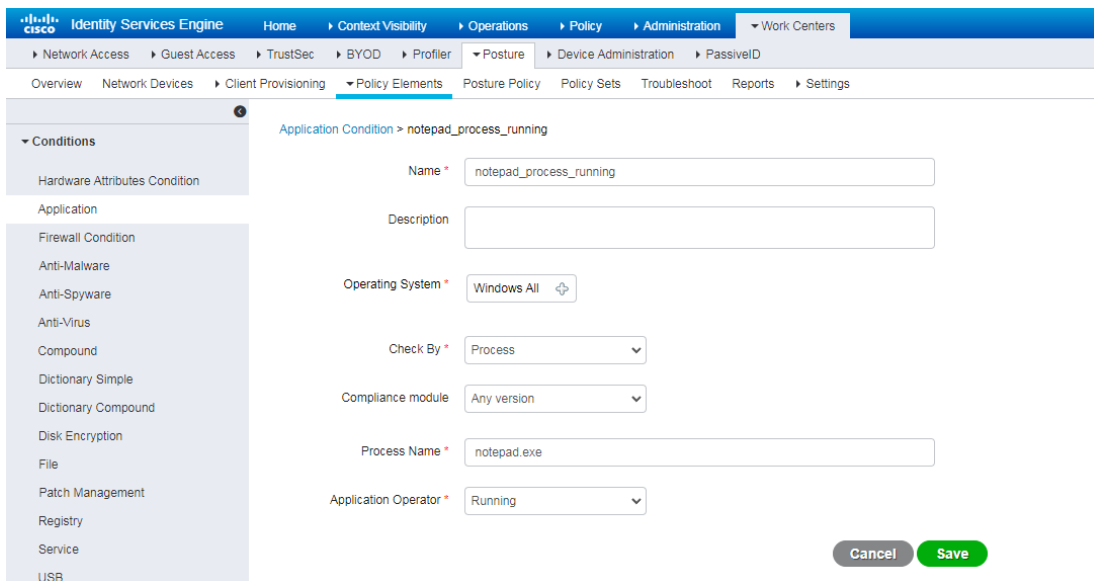 CISCO Identity Services Engine Home Context Visibility Operations Policy Administration Work Centers
Network Access Guest Access TrustSec BYOD Profiler Posture Device Administration PassiveID
Overview Network Devices Client Provisioning Policy Elements Posture Policy Policy Sets Troubleshoot Reports Settings
Conditions
Hardware Attributes Condition
Application
Firewall Condition
Anti-Malware
Anti-Spyware
Anti-Virus
Compound
Dictionary Simple
Dictionary Compound
Disk Encryption
File
Patch Management
Registry
Service
USB
Application Condition > notepad_process_running
Name * notepad_process_running
Description
Operating System * Windows All
Check By * Process
Compliance module Any version
Process Name * notepad.exe
Application Operator * Running
Cancel Save